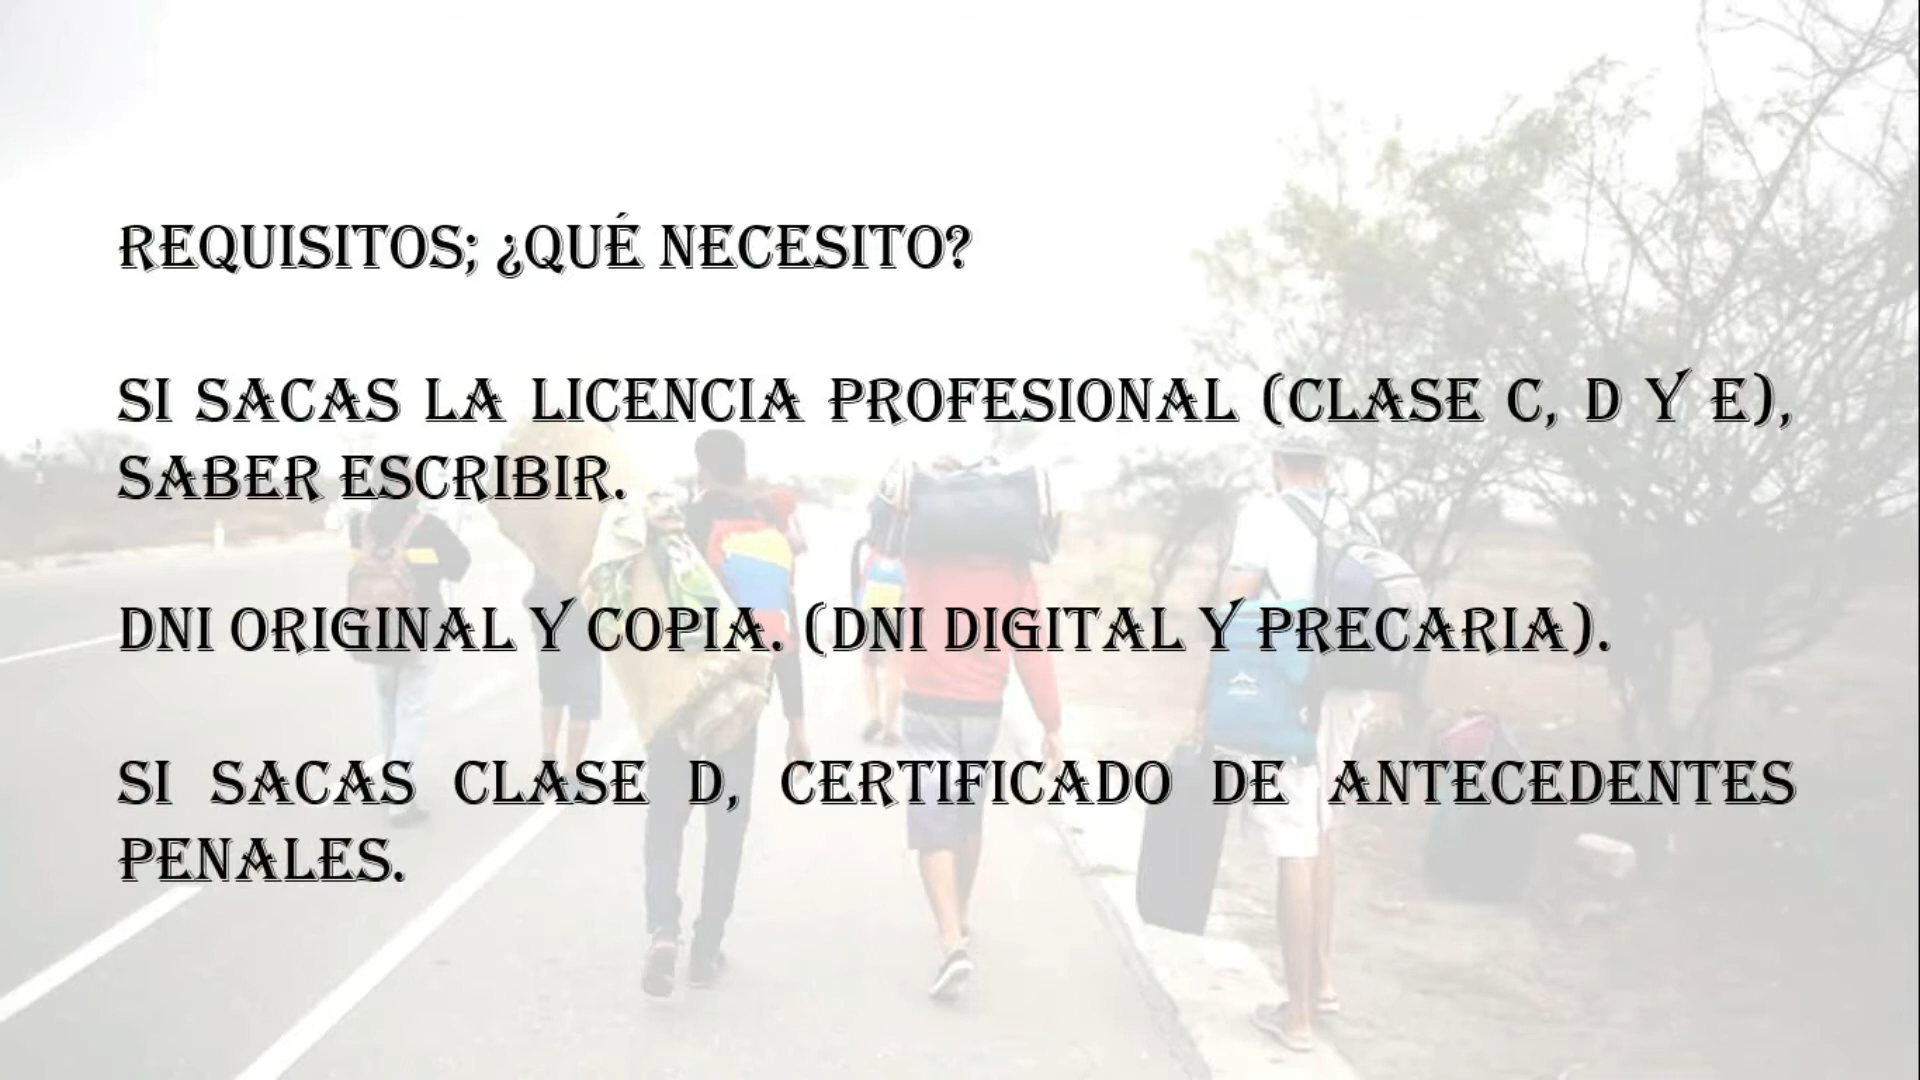 REQUISITOS; ¿QUÉ NECESITO?
SI SACAS LA LICENCIA PROFESIONAL (CLASE C, D Y E),
SABER ESCRIBIR.
DNI ORIGINAL Y COPIA. (DNI DIGITAL Y PRECARIA).
SI SACAS CLASE D, CERTIFICADO DE ANTECEDENTES
PENALES.